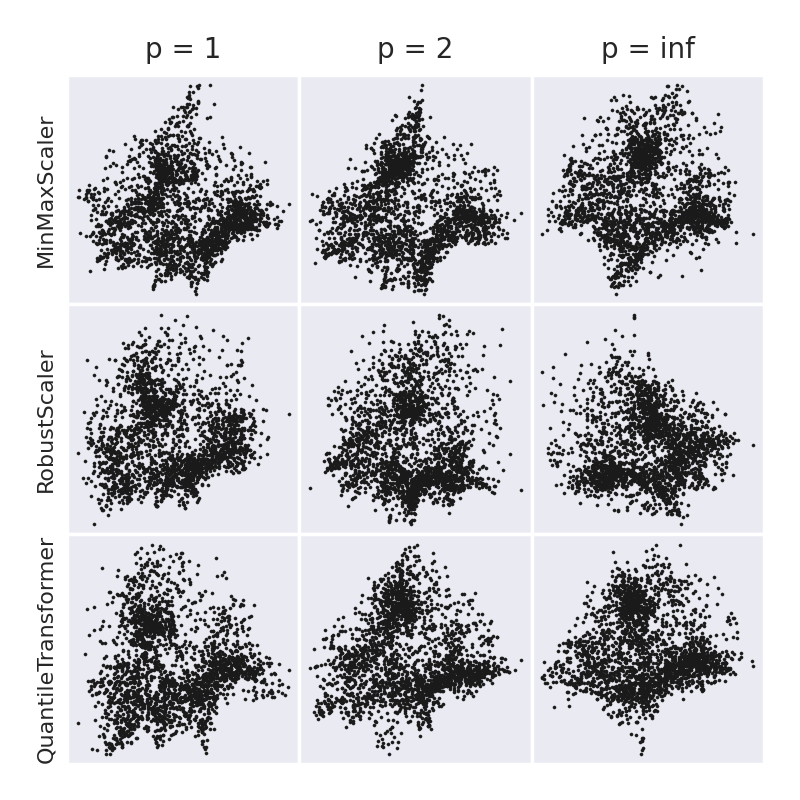 p = 1
p = 2
p = inf
MinMaxScaler
RobustScaler
QuantileTransformer